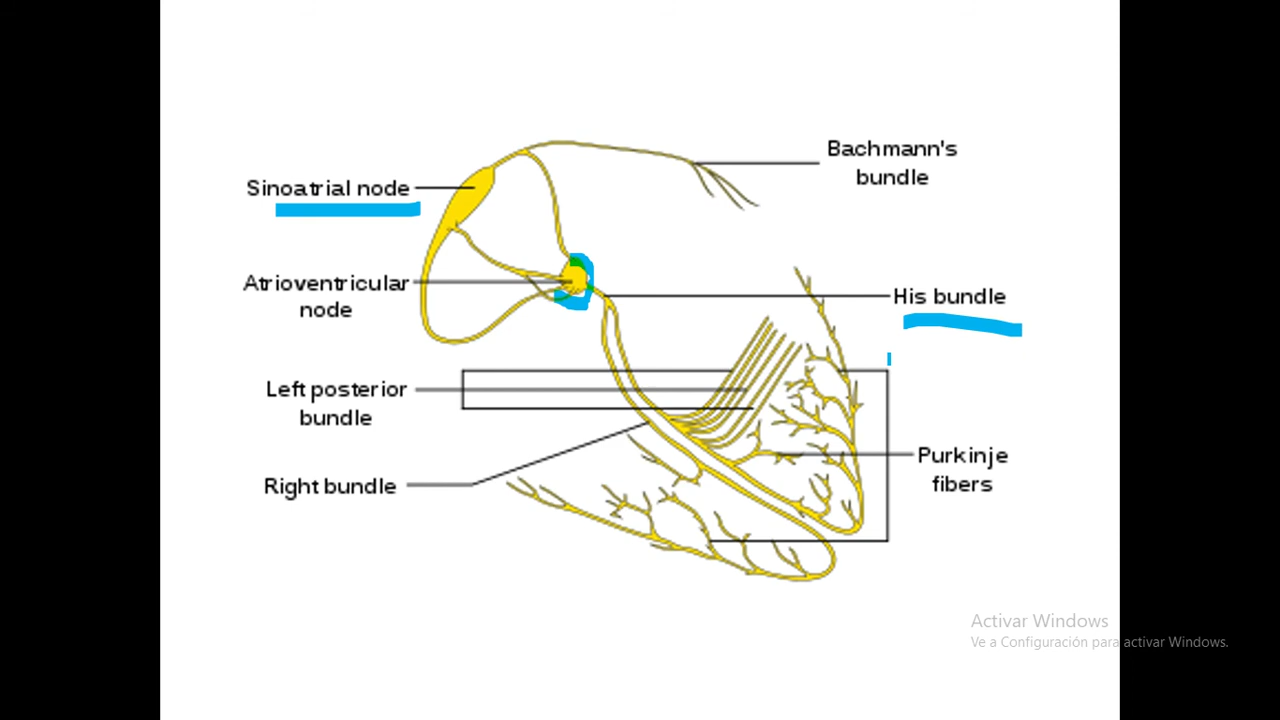 Bachmann's
bundle
Sinoatrial node
Atrioventricular
node
His bundle
Left posterior
bundle
Purkinje
fibers
Right bundle
Activar Windows
Ve a Configuración para activar Windows.